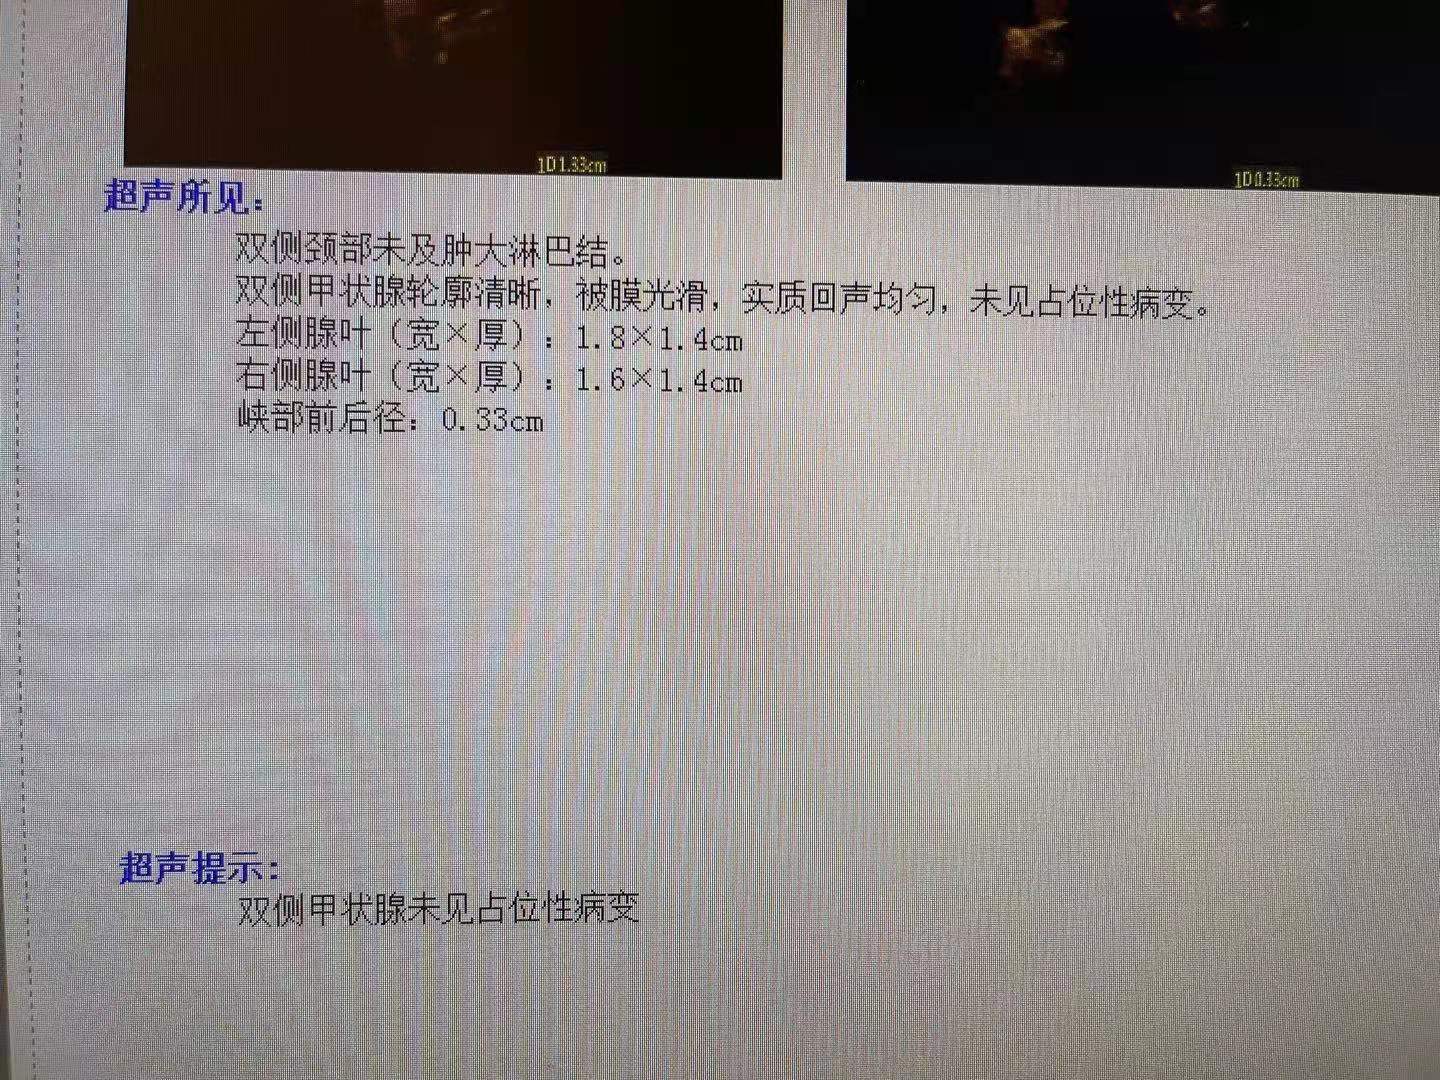 1D 1.33cm
1D 0.33cm
超声所见：
双侧颈部未及肿大淋巴结。
双侧甲状腺轮廓清晰，被膜光滑，实质回声均匀，未见占位性病变。
左侧腺叶（宽×厚）：1.8×1.4cm
右侧腺叶（宽×厚）：1.6×1.4cm
峡部前后径：0.33cm
超声提示：
双侧甲状腺未见占位性病变